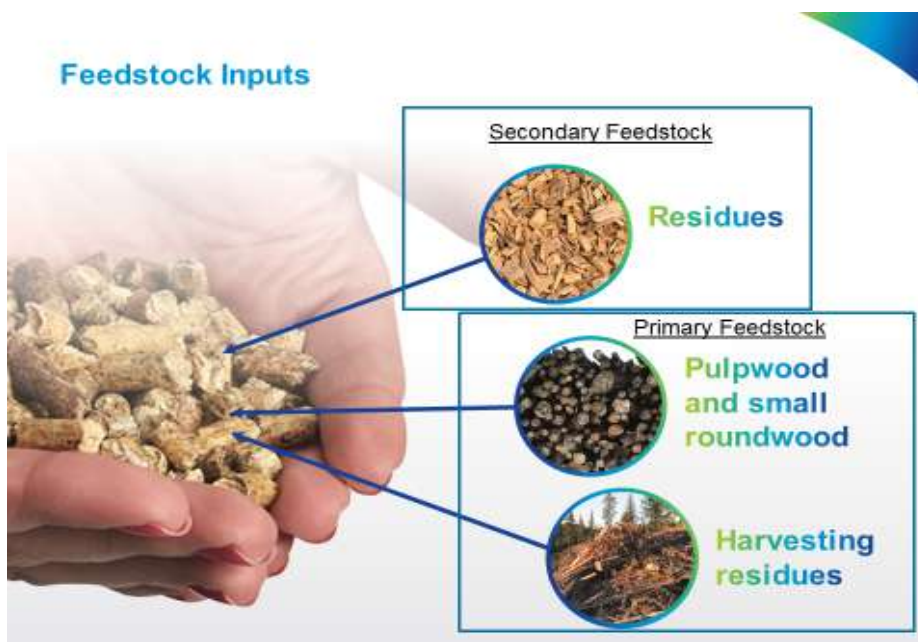 Feedstock Inputs
Secondary Feedstock
Residues
Primary Feedstock
Pulpwood
and small
roundwood
Harvesting
residues